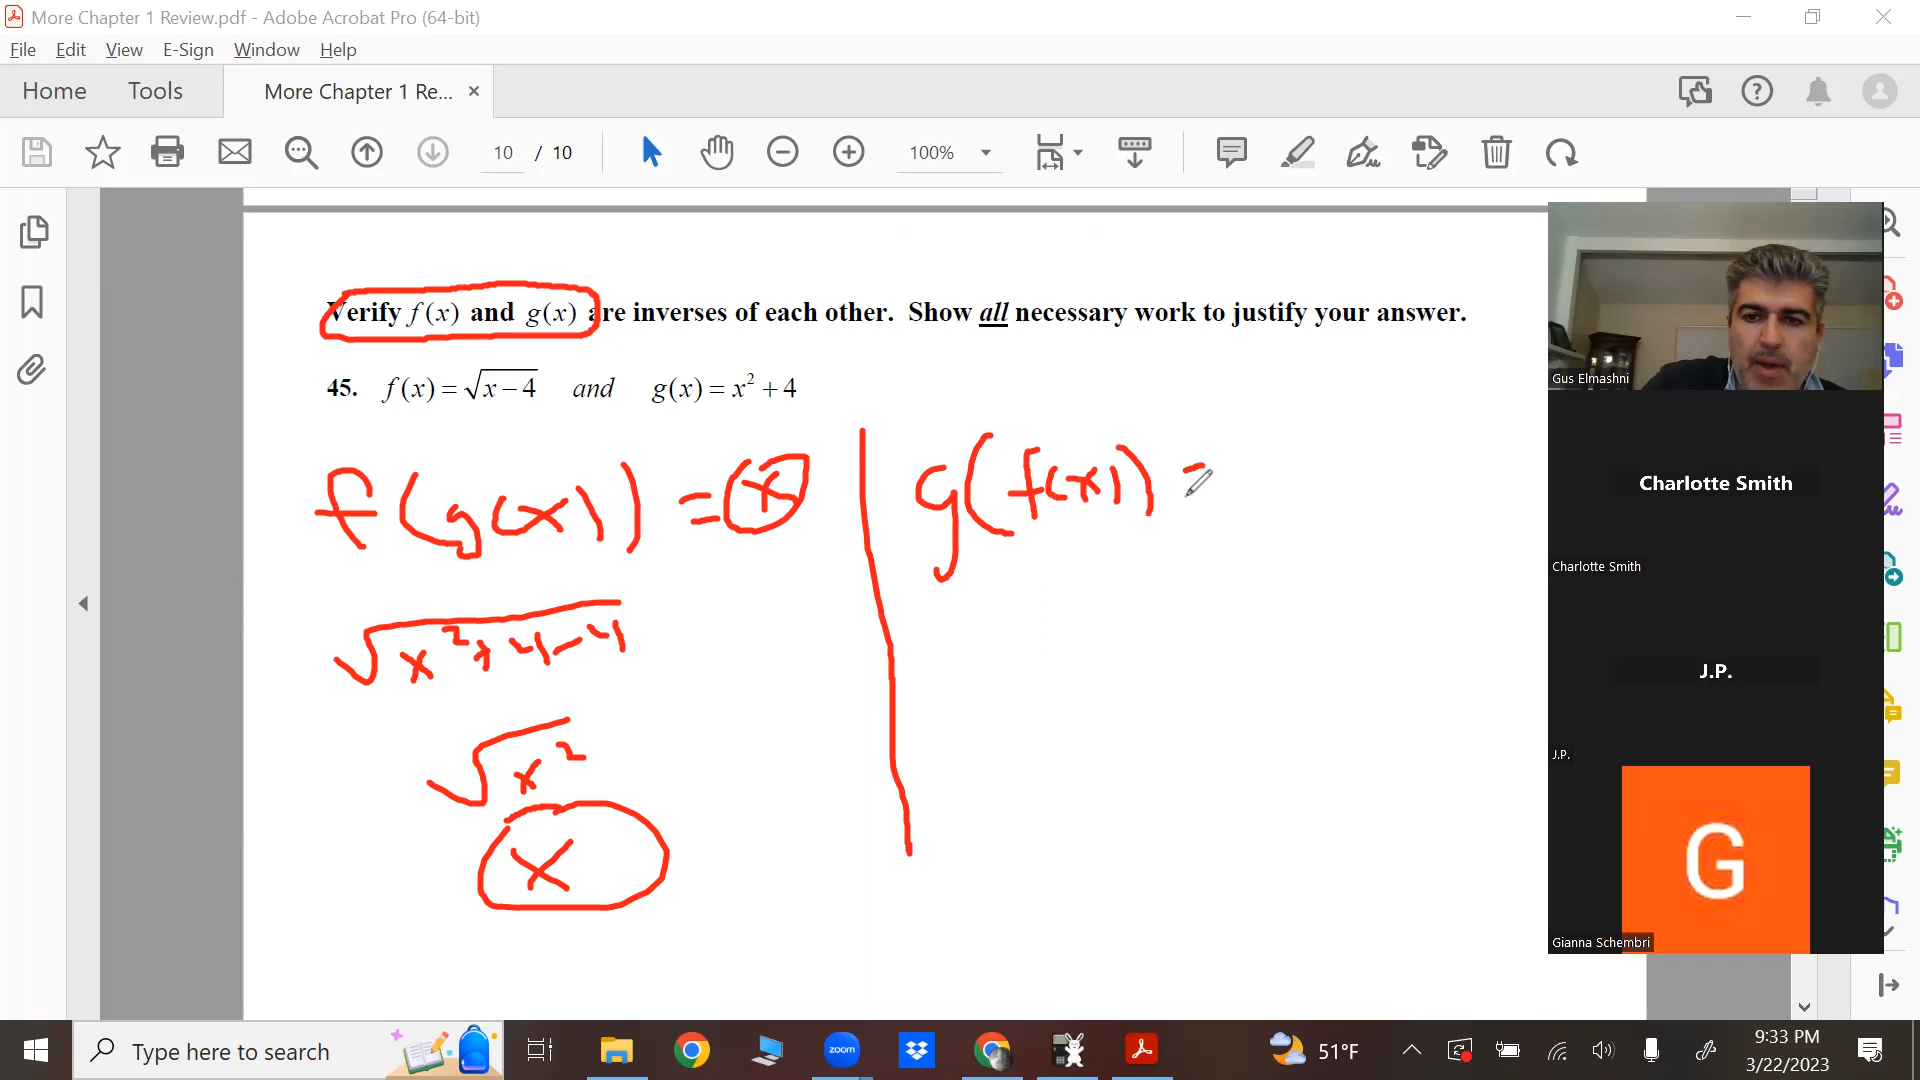 More Chapter 1 Review.pdf - Adobe Acrobat Pro (64-bit)
File Edit View E-Sign Window Help
Home Tools More Chapter 1 Re... ×
10 / 10 100%
Verify f(x) and g(x) are inverses of each other. Show all necessary work to justify your answer.
45. f(x) = √x − 4 and g(x) = x² + 4
f(g(x)) = x
g(f(x)) =
√x² + 4 − 4
√x²
x
Gus Elmashni
Charlotte Smith
Charlotte Smith
J.P.
J.P.
G
Gianna Schembri
Type here to search
zoom
51°F
9:33 PM
3/22/2023